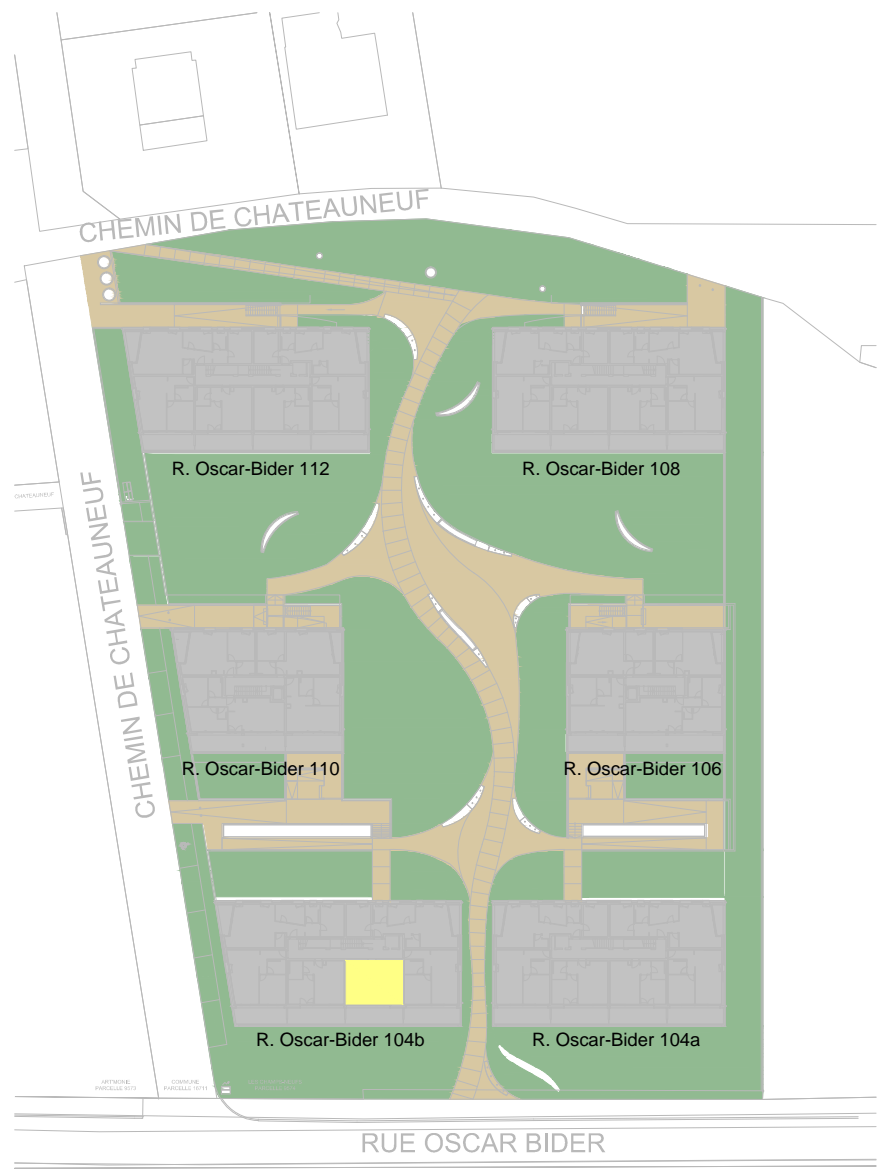 CHEMIN DE CHATEAUNEUF
R. Oscar-Bider 112
R. Oscar-Bider 108
CHATEAUNEUF
CHEMIN DE CHATEAUNEUF
R. Oscar-Bider 110
R. Oscar-Bider 106
R. Oscar-Bider 104b
R. Oscar-Bider 104a
COMMUNE
RUE OSCAR BIDER